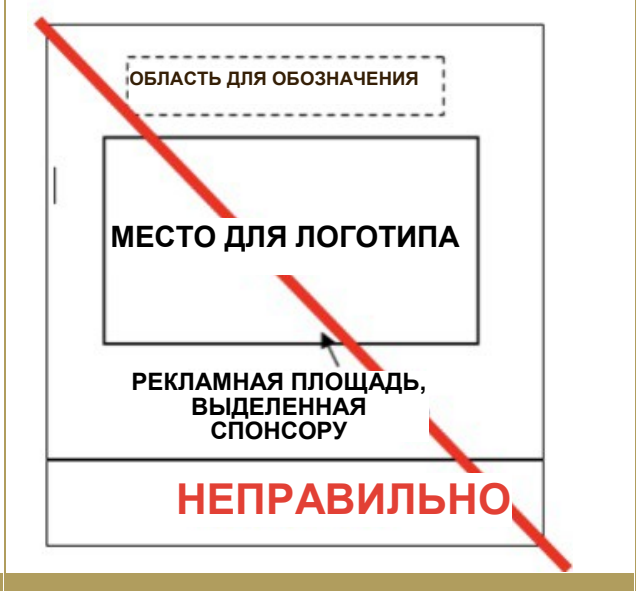 ОБЛАСТЬ ДЛЯ ОБОЗНАЧЕНИЯ
МЕСТО ДЛЯ ЛОГОТИПА
РЕКЛАМНАЯ ПЛОЩАДЬ,
ВЫДЕЛЕННАЯ
СПОНСОРУ
НЕПРАВИЛЬНО